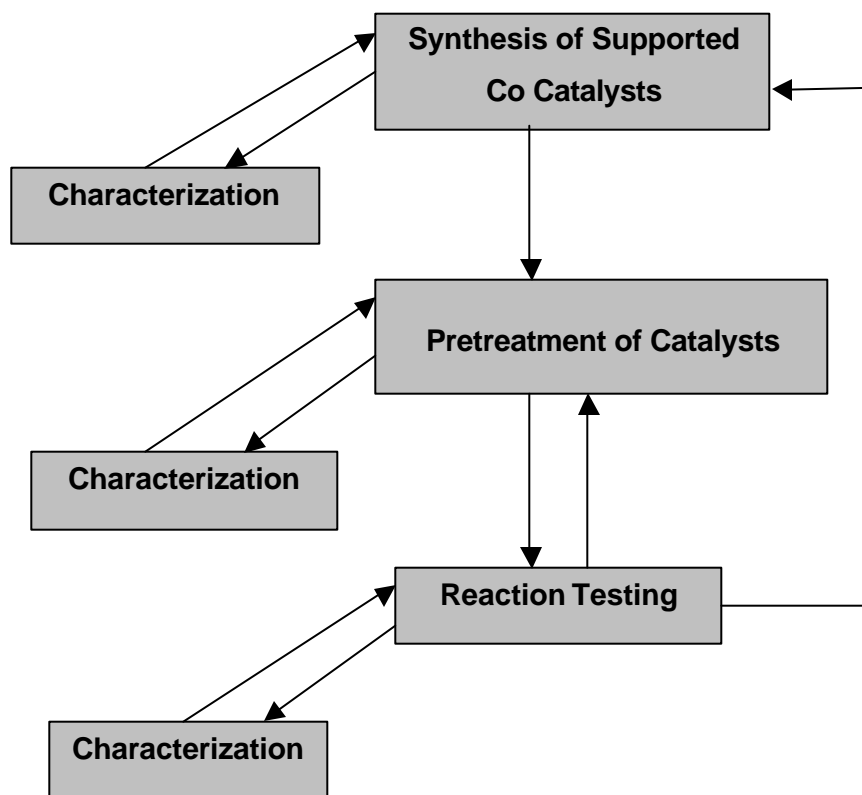 Synthesis of Supported
Co Catalysts
Characterization
Pretreatment of Catalysts
Characterization
Reaction Testing
Characterization